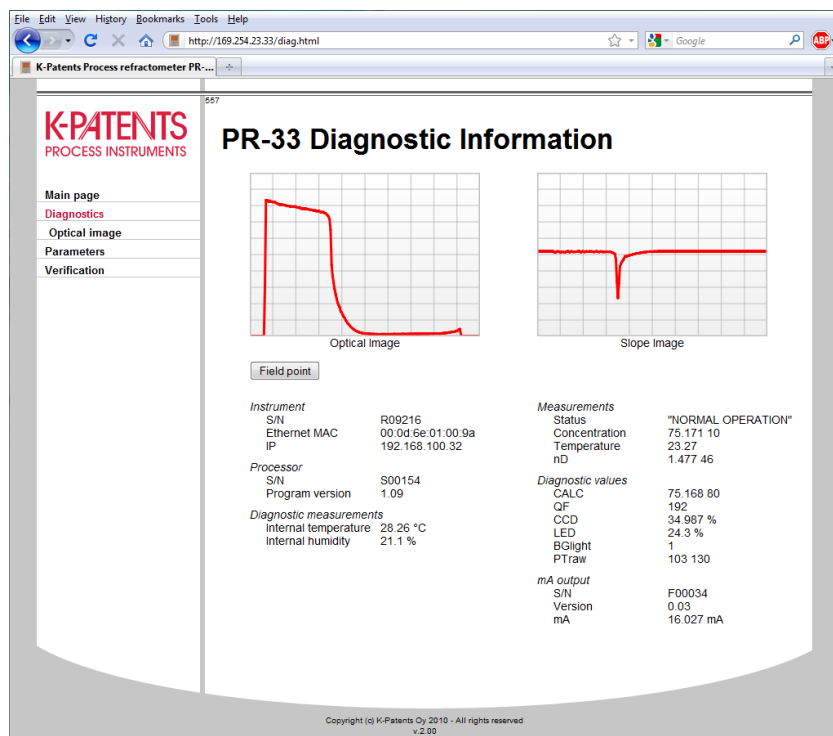 File Edit View History Bookmarks Tools Help
http://169.254.23.33/diag.html
Google
ABP
K-Patents Process refractometer PR-...
557
K-PATENTS
PROCESS INSTRUMENTS
Main page
Diagnostics
Optical image
Parameters
Verification
PR-33 Diagnostic Information
Optical Image
Slope Image
Field point
Instrument
S/N R09216
Ethernet MAC 00:0d:6e:01:00:9a
IP 192.168.100.32
Processor
S/N S00154
Program version 1.09
Diagnostic measurements
Internal temperature 28.26 °C
Internal humidity 21.1 %
Measurements
Status "NORMAL OPERATION"
Concentration 75.171 10
Temperature 23.27
nD 1.477 46
Diagnostic values
CALC 75.168 80
QF 192
CCD 34.987 %
LED 24.3 %
BGlight 1
PTraw 103 130
mA output
S/N F00034
Version 0.03
mA 16.027 mA
Copyright (c) K-Patents Oy 2010 - All rights reserved
v.2.00